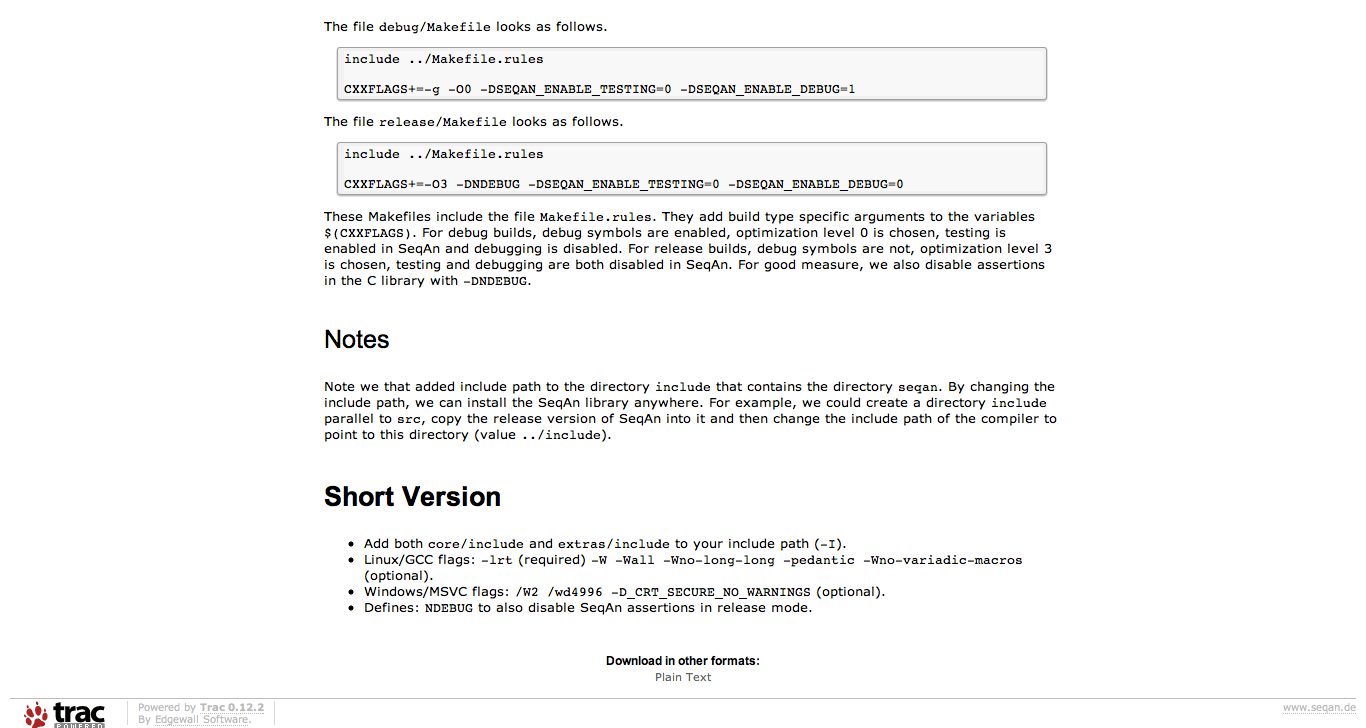 The file debug/Makefile looks as follows.
include ../Makefile.rules
CXXFLAGS+=-g -O0 -DSEQAN_ENABLE_TESTING=0 -DSEQAN_ENABLE_DEBUG=1
The file release/Makefile looks as follows.
include ../Makefile.rules
CXXFLAGS+=-O3 -DNDEBUG -DSEQAN_ENABLE_TESTING=0 -DSEQAN_ENABLE_DEBUG=0
These Makefiles include the file Makefile.rules. They add build type specific arguments to the variables
$(CXXFLAGS). For debug builds, debug symbols are enabled, optimization level 0 is chosen, testing is
enabled in SeqAn and debugging is disabled. For release builds, debug symbols are not, optimization level 3
is chosen, testing and debugging are both disabled in SeqAn. For good measure, we also disable assertions
in the C library with -DNDEBUG.
Notes
Note we that added include path to the directory include that contains the directory seqan. By changing the
include path, we can install the SeqAn library anywhere. For example, we could create a directory include
parallel to src, copy the release version of SeqAn into it and then change the include path of the compiler to
point to this directory (value ../include).
Short Version
• Add both core/include and extras/include to your include path (-I).
• Linux/GCC flags: -lrt (required) -W -Wall -Wno-long-long -pedantic -Wno-variadic-macros
(optional).
• Windows/MSVC flags: /W2 /wd4996 -D_CRT_SECURE_NO_WARNINGS (optional).
• Defines: NDEBUG to also disable SeqAn assertions in release mode.
Download in other formats:
Plain Text
trac
POWERED
Powered by Trac 0.12.2
By Edgewall Software.
www.seqan.de